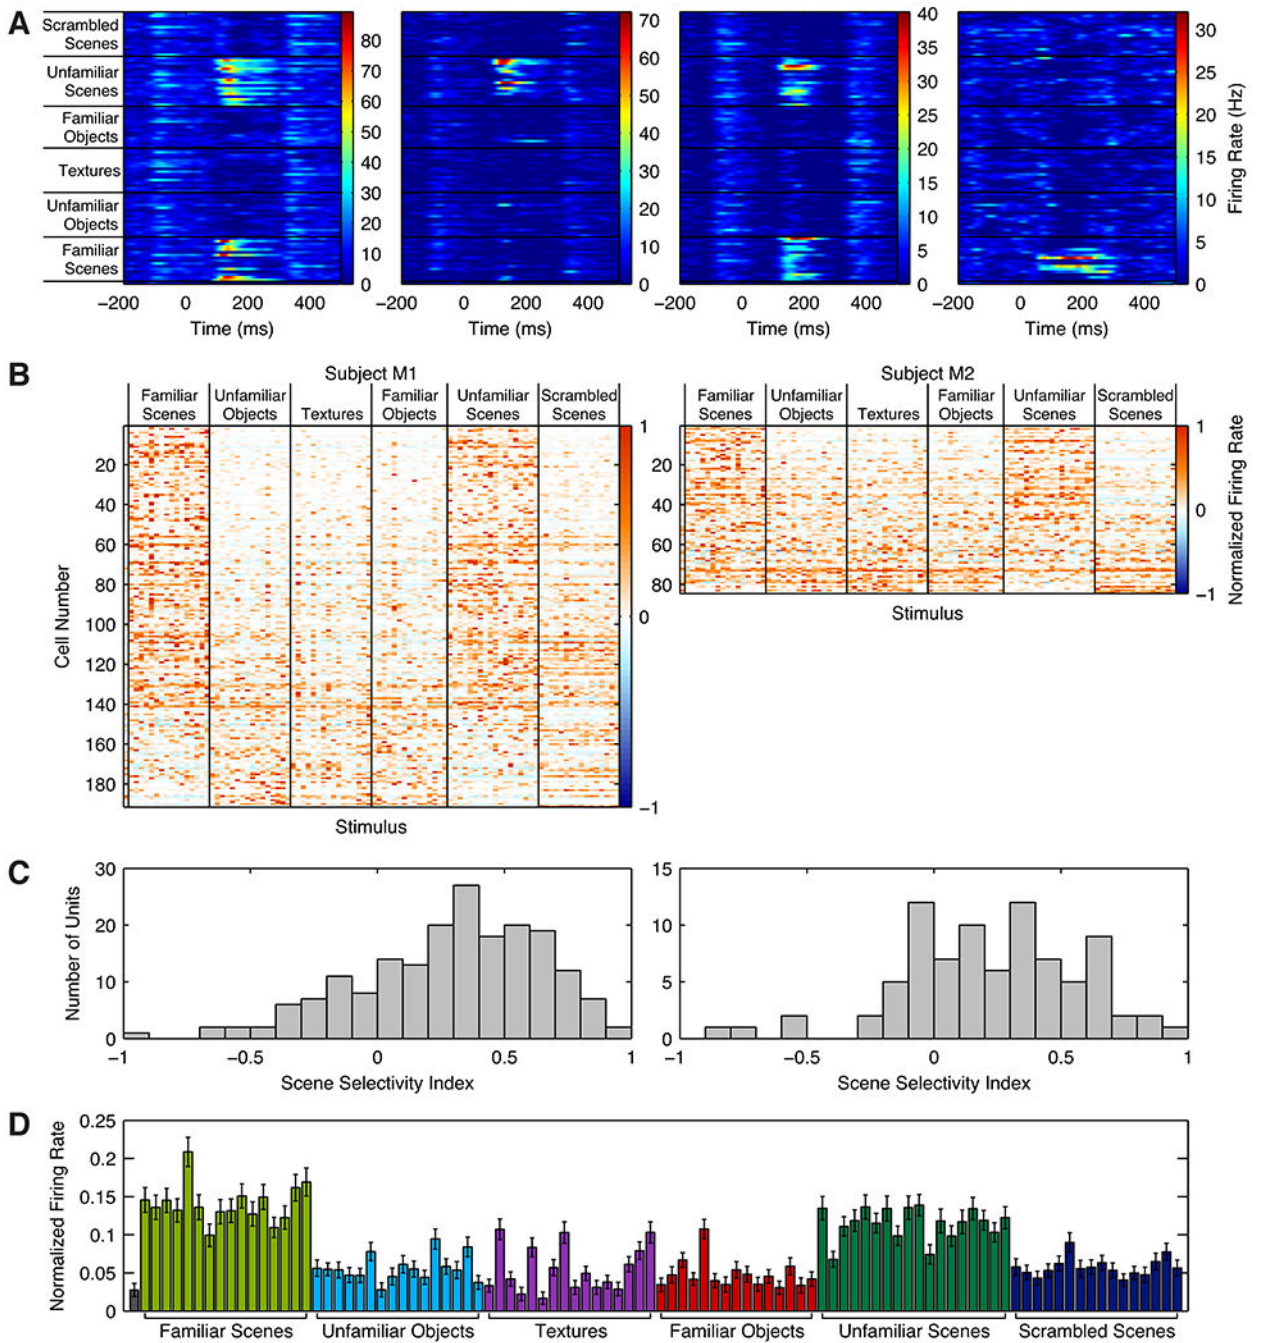 A
Scrambled
Scenes
Unfamiliar
Scenes
Familiar
Objects
Textures
Unfamiliar
Objects
Familiar
Scenes
80
70
60
50
40
30
20
10
0
70
60
50
40
30
20
10
0
40
35
30
25
20
15
10
5
0
30
25
20
15
10
5
0
Firing Rate (Hz)
−200 0 200 400
−200 0 200 400
−200 0 200 400
−200 0 200 400
Time (ms)
Time (ms)
Time (ms)
Time (ms)
B
Subject M1
Familiar
Scenes
Unfamiliar
Objects
Textures
Familiar
Objects
Unfamiliar
Scenes
Scrambled
Scenes
Cell Number
20
40
60
80
100
120
140
160
180
1
0
−1
Stimulus
Subject M2
Familiar
Scenes
Unfamiliar
Objects
Textures
Familiar
Objects
Unfamiliar
Scenes
Scrambled
Scenes
20
40
60
80
1
0
−1
Normalized Firing Rate
Stimulus
C
Number of Units
30
20
10
0
−1 −0.5 0 0.5 1
Scene Selectivity Index
15
10
5
0
−1 −0.5 0 0.5 1
Scene Selectivity Index
D
Normalized Firing Rate
0.25
0.2
0.15
0.1
0.05
0
Familiar Scenes
Unfamiliar Objects
Textures
Familiar Objects
Unfamiliar Scenes
Scrambled Scenes